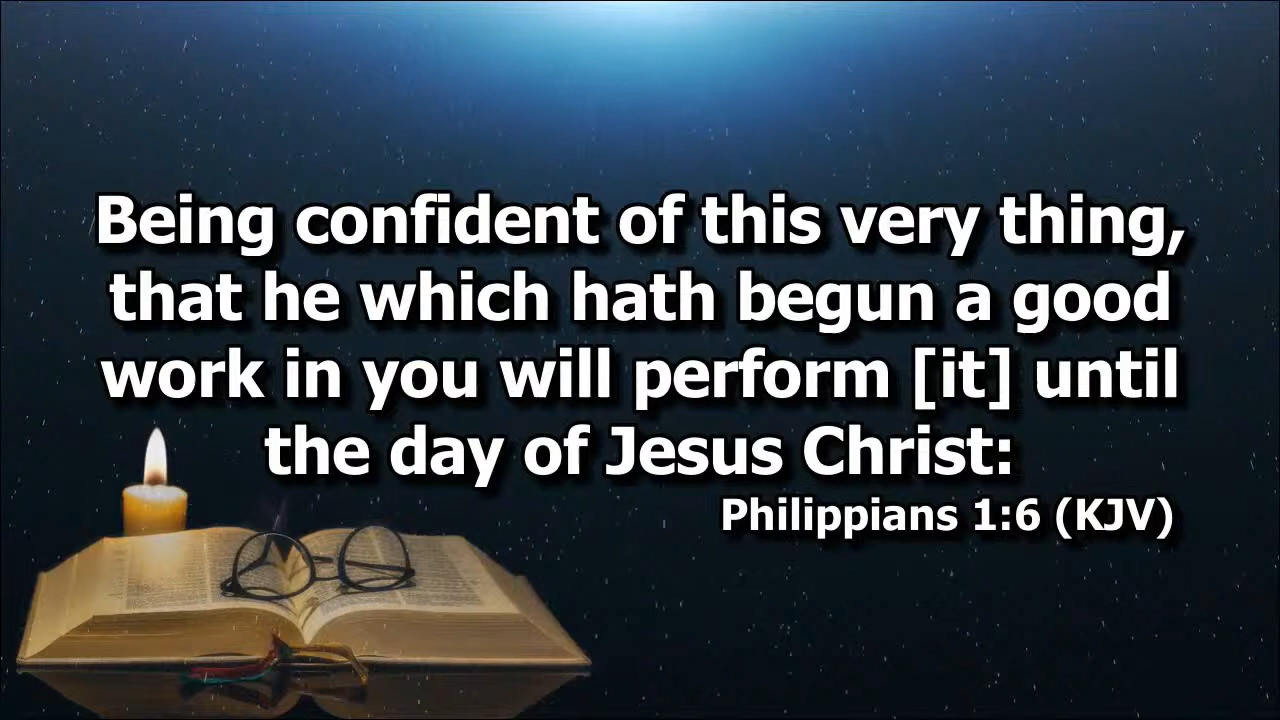 Being confident of this very thing,
that he which hath begun a good
work in you will perform [it] until
the day of Jesus Christ:
Philippians 1:6 (KJV)